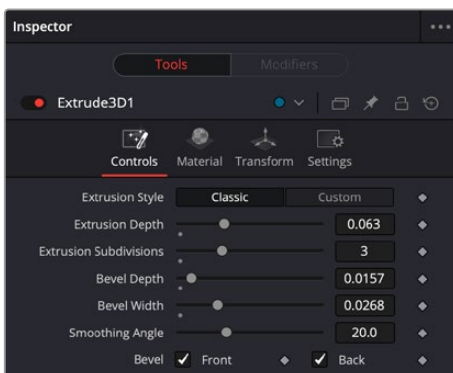 Inspector
Tools Modifiers
Extrude3D1
Controls Material Transform Settings
Extrusion Style Classic Custom
Extrusion Depth 0.063
Extrusion Subdivisions 3
Bevel Depth 0.0157
Bevel Width 0.0268
Smoothing Angle 20.0
Bevel Front Back